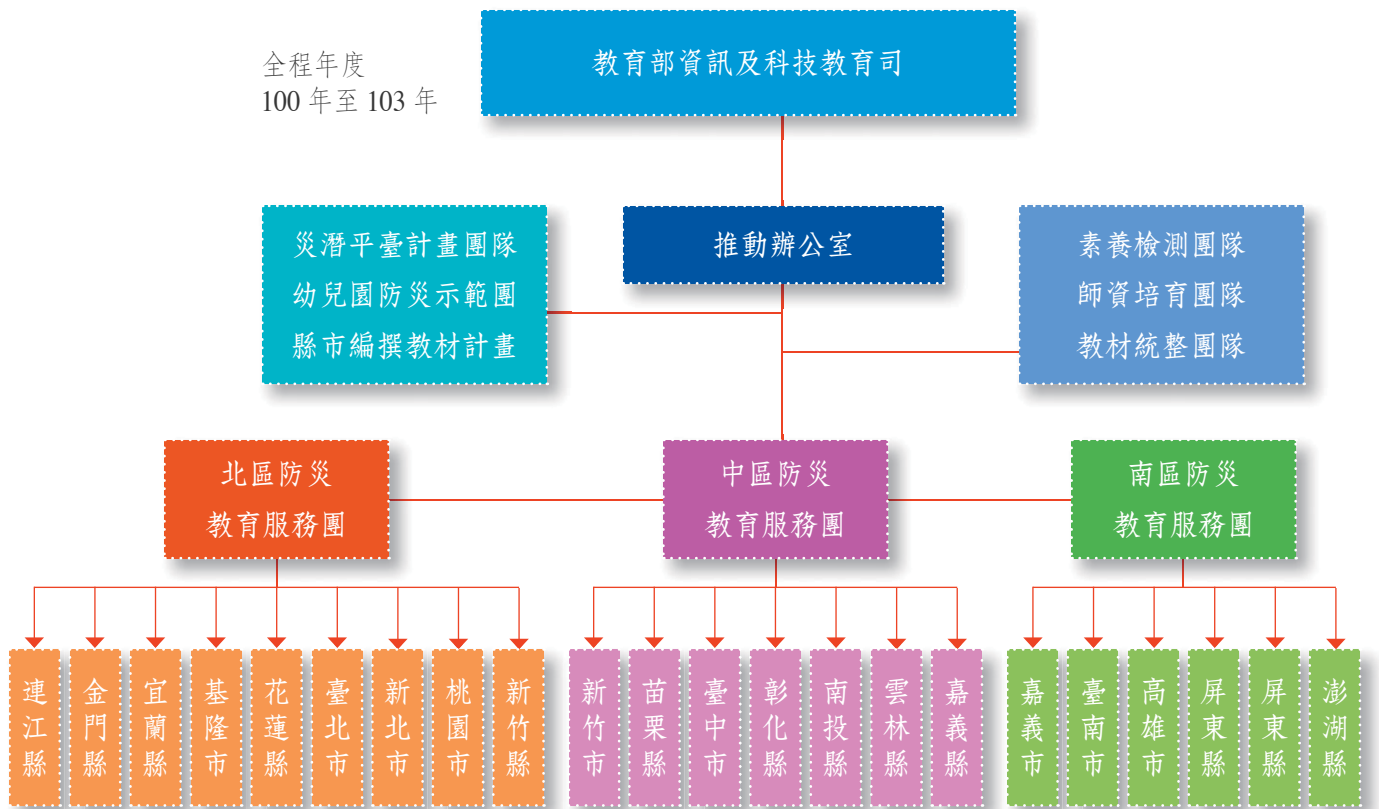 全程年度
100 年至 103 年
教育部資訊及科技教育司
災潛平臺計畫團隊
幼兒園防災示範團
縣市編撰教材計畫
推動辦公室
素養檢測團隊
師資培育團隊
教材統整團隊
北區防災
教育服務團
中區防災
教育服務團
南區防災
教育服務團
連江縣
金門縣
宜蘭縣
基隆市
花蓮縣
臺北市
新北市
桃園市
新竹縣
新竹市
苗栗縣
臺中市
彰化縣
南投縣
雲林縣
嘉義縣
嘉義市
臺南市
高雄市
屏東縣
屏東縣
澎湖縣